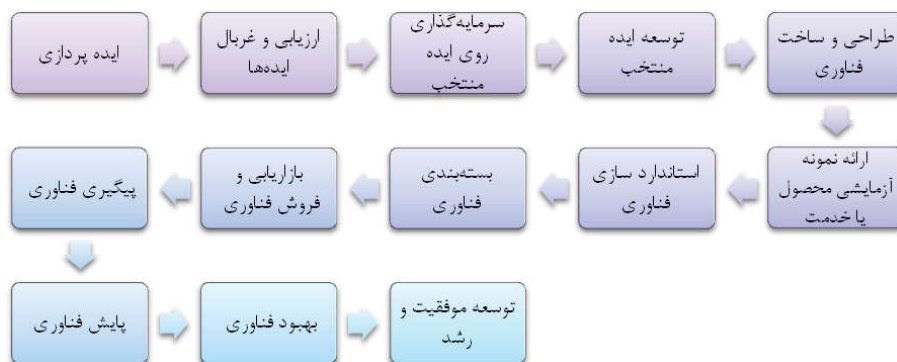 ایده پردازی
ارزیابی و غربال
ایده‌ها
سرمایه‌گذاری
روی ایده
منتخب
توسعه ایده
منتخب
طراحی و ساخت
فناوری
ارائه نمونه
آزمایشی محصول
یا خدمت
استاندارد سازی
فناوری
بسته‌بندی
فناوری
بازاریابی و
فروش فناوری
پیگیری فناوری
پایش فناوری
بهبود فناوری
توسعه موفقیت و
رشد